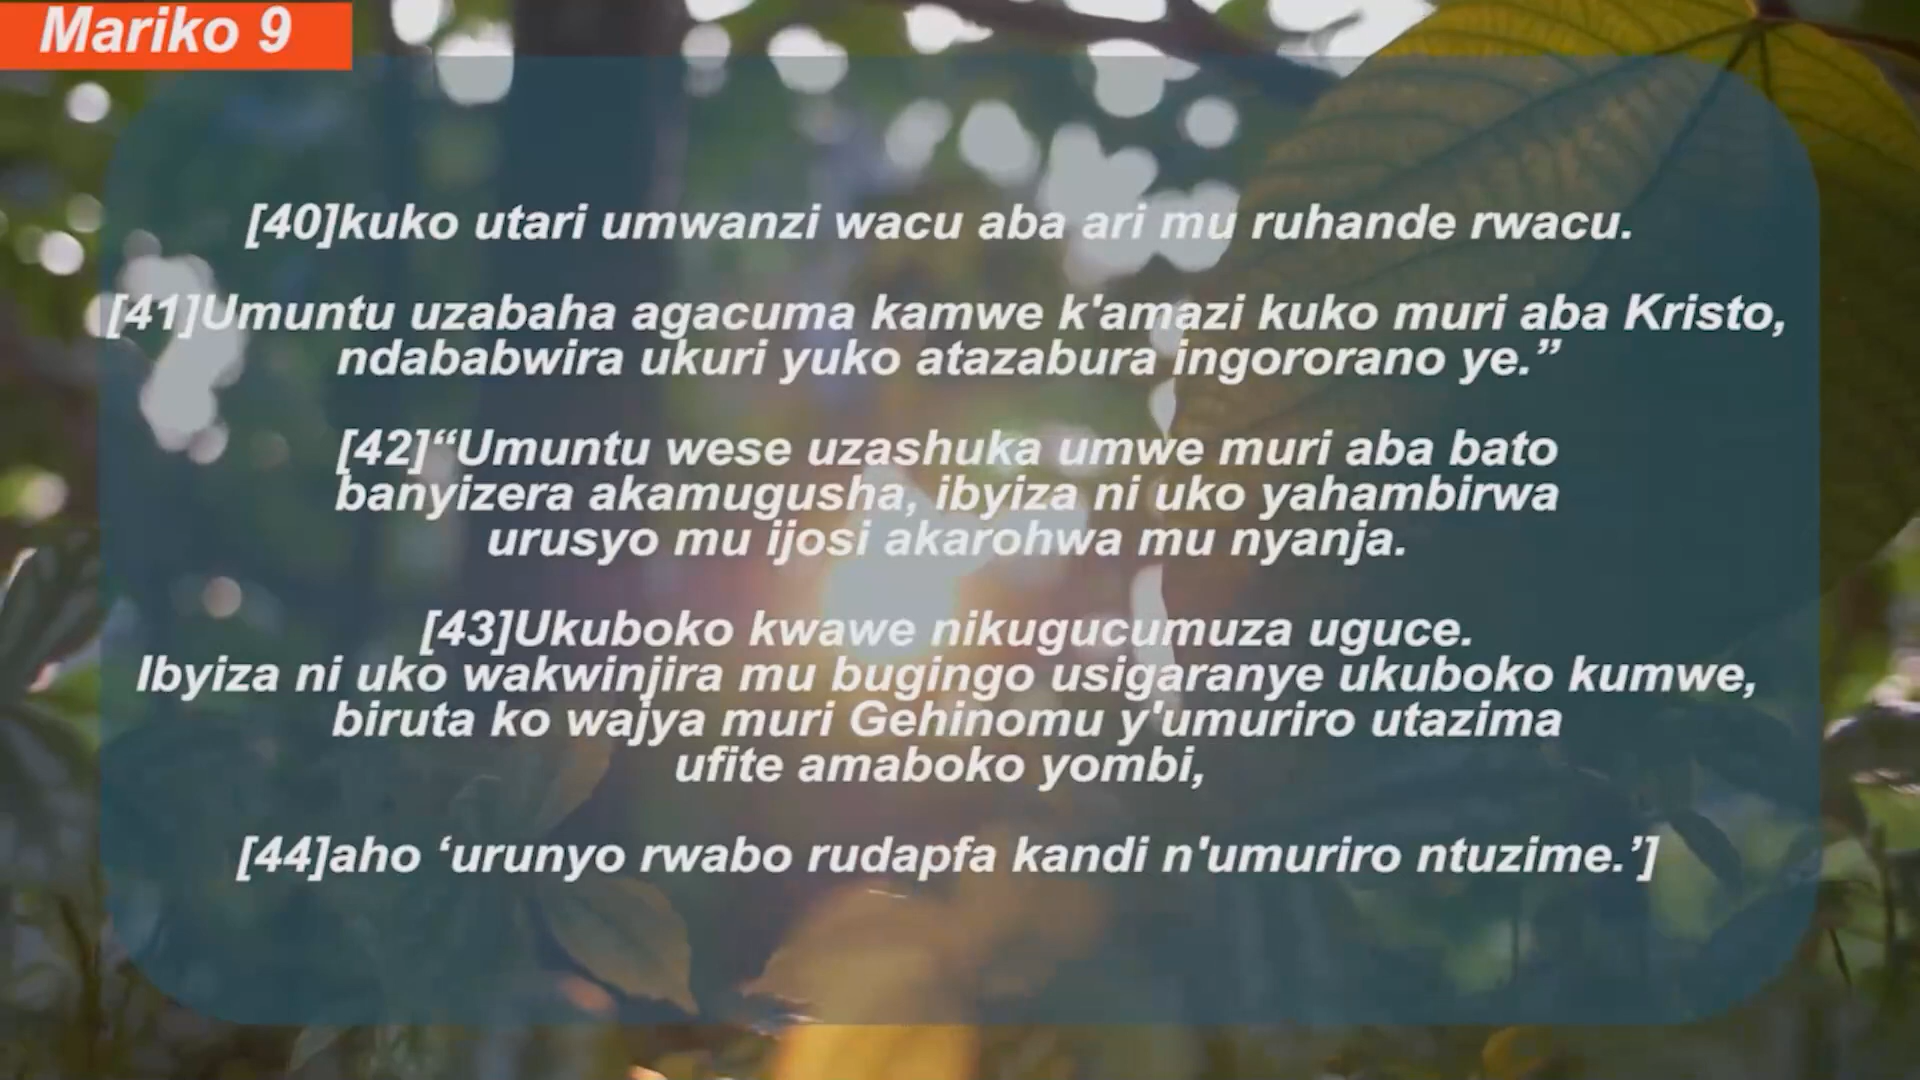 Mariko 9
[40]kuko utari umwanzi wacu aba ari mu ruhande rwacu.
[41]Umuntu uzabaha agacuma kamwe k'amazi kuko muri aba Kristo,
ndababwira ukuri yuko atazabura ingororano ye.”
[42]“Umuntu wese uzashuka umwe muri aba bato
banyizera akamugusha, ibyiza ni uko yahambirwa
urusyo mu ijosi akarohwa mu nyanja.
[43]Ukuboko kwawe nikugucumuza uguce.
Ibyiza ni uko wakwinjira mu bugingo usigaranye ukuboko kumwe,
biruta ko wajya muri Gehinomu y'umuriro utazima
ufite amaboko yombi,
[44]aho ‘urunyo rwabo rudapfa kandi n'umuriro ntuzime.’]